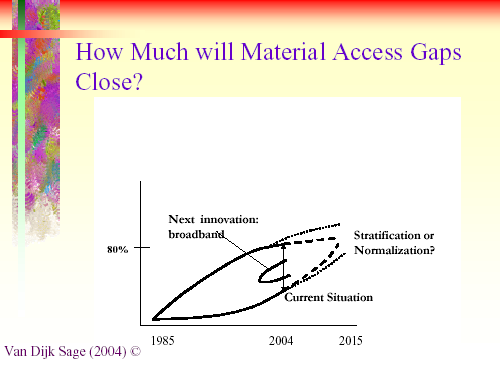 How Much will Material Access Gaps
Close?
Next innovation:
broadband
80%
Stratification or
Normalization?
Current Situation
1985
2004
2015
Van Dijk Sage (2004) ©